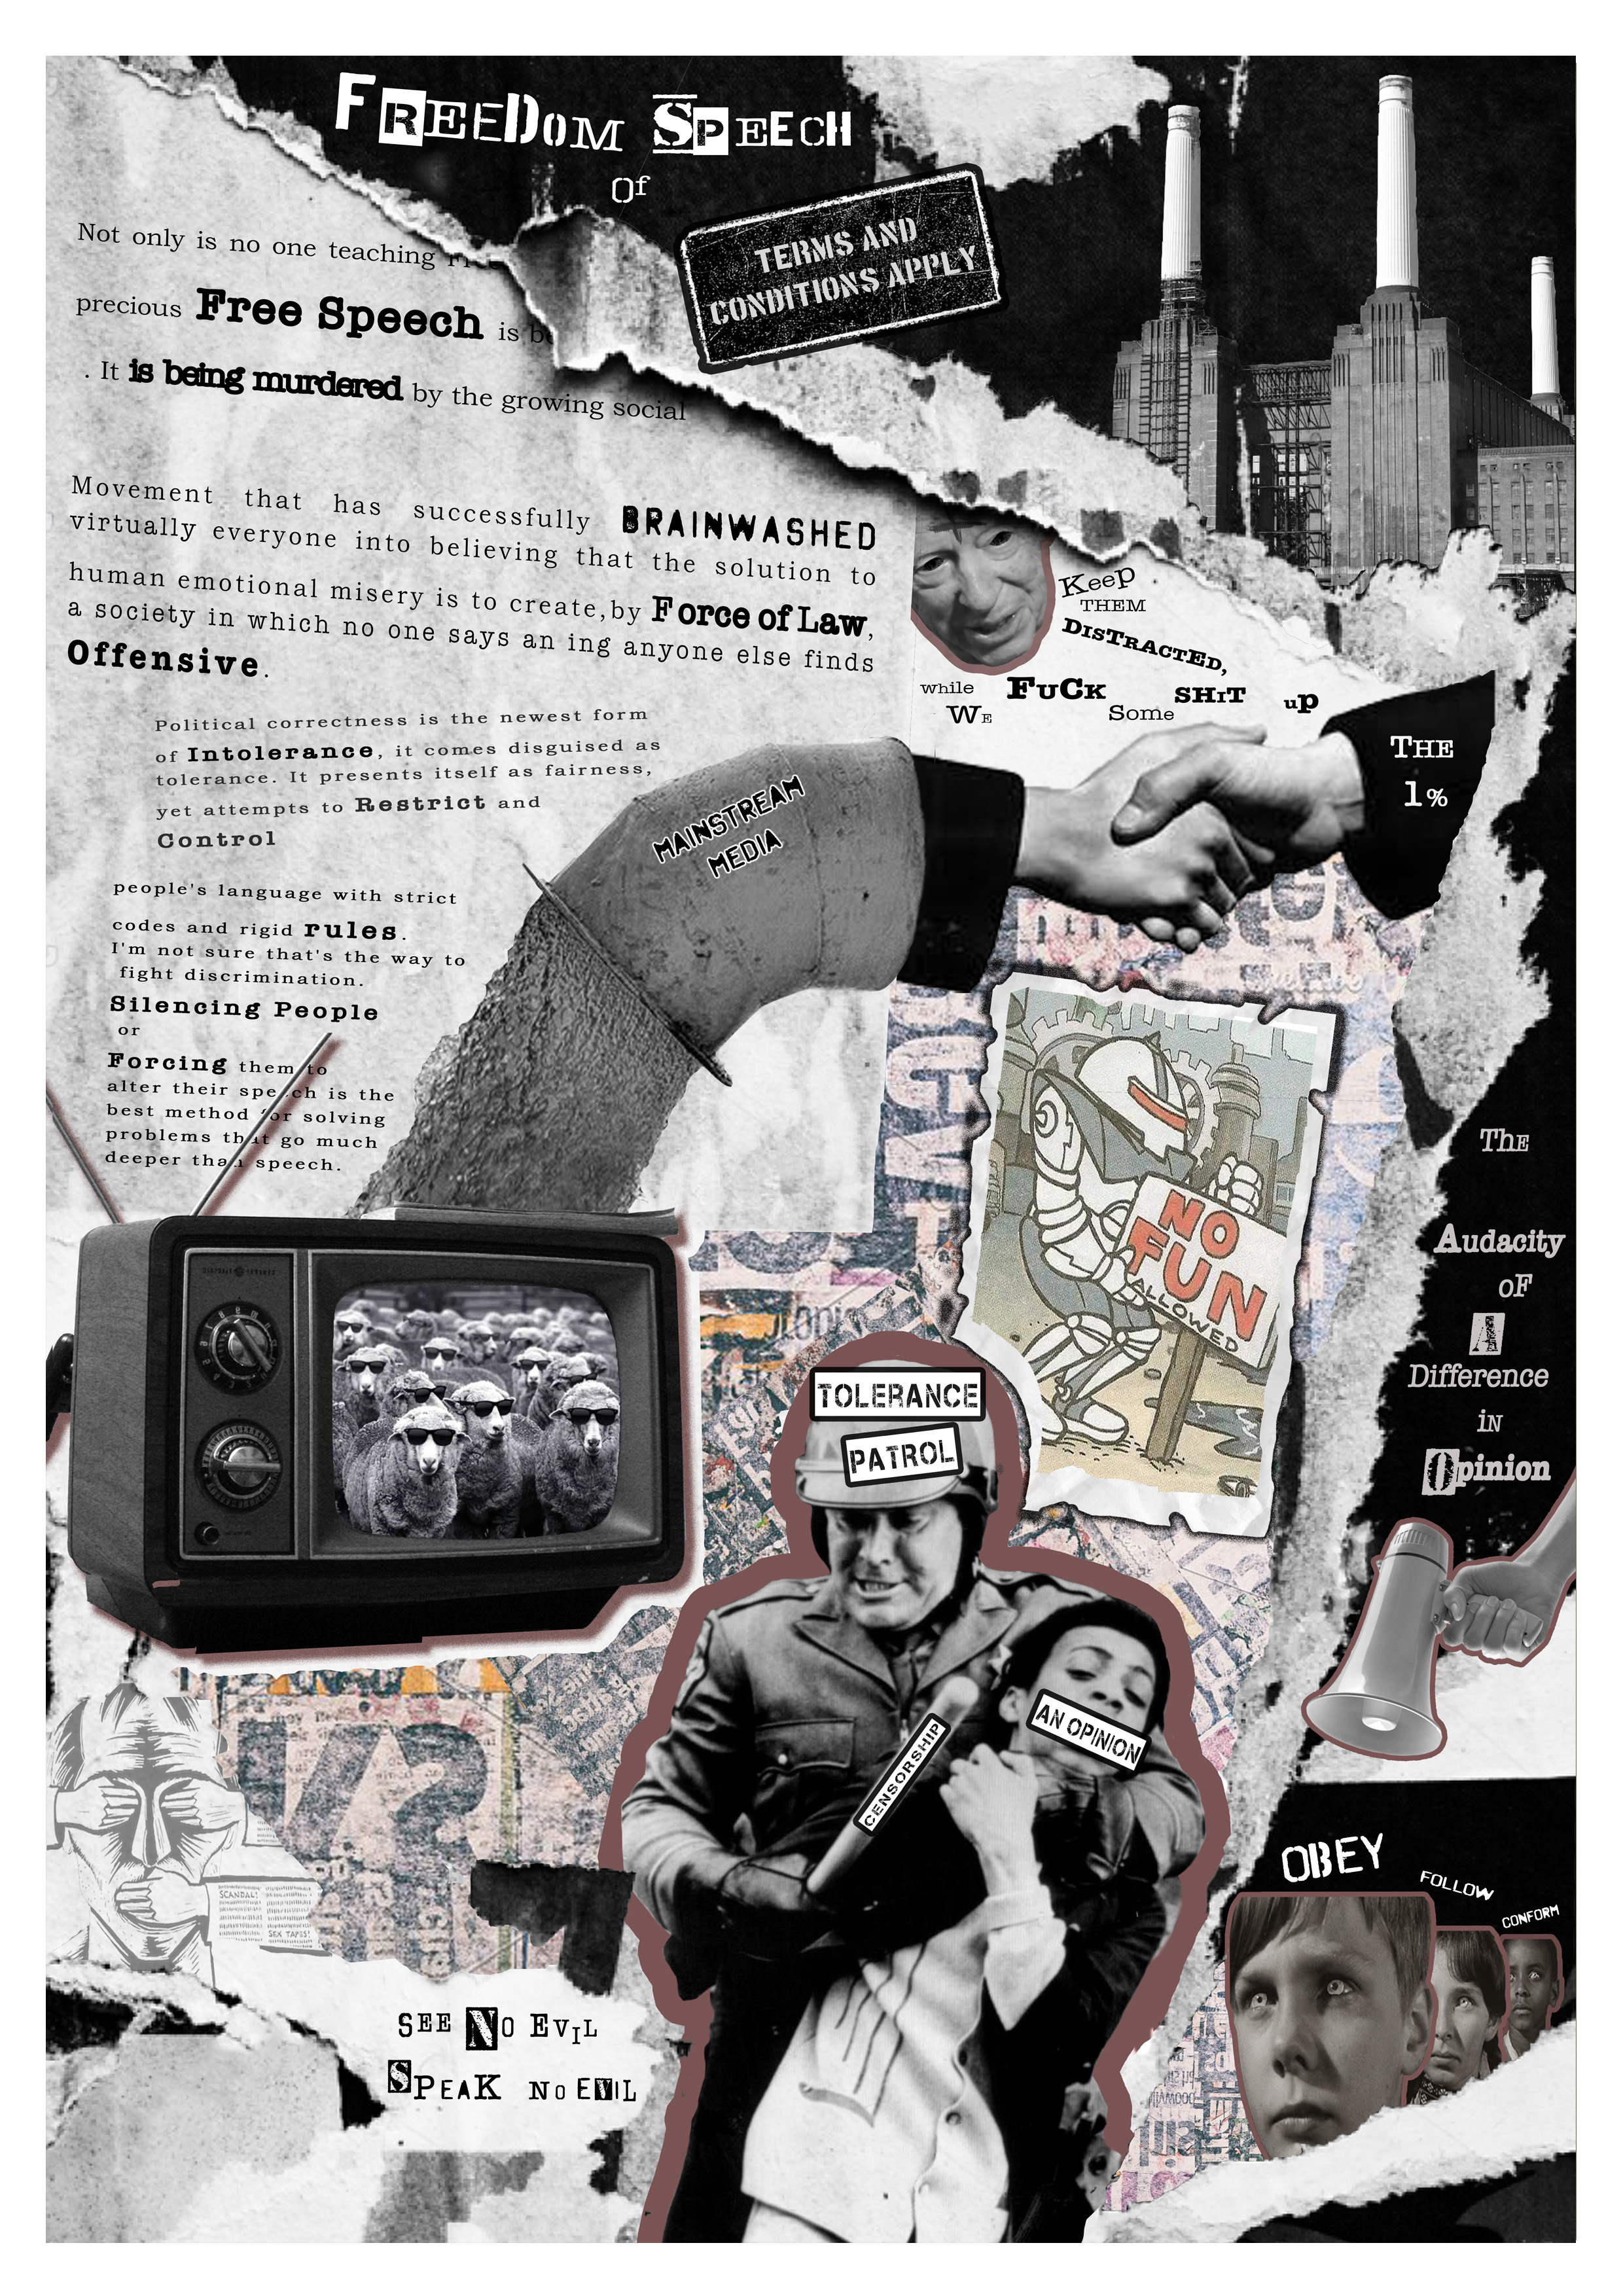 FREEDOM SPEECH
Of
TERMS AND
CONDITIONS APPLY
Not only is no one teaching
precious Free Speech is
. It is being murdered by the growing social
Movement that has successfully BRAINWASHED
virtually everyone into believing that the solution to
human emotional misery is to create,by Force of Law,
a society in which no one says an ing anyone else finds
Offensive.
Keep
THEM
DISTRACTED,
while
WE
FUCK
Some
SHIT
up
THE
1%
Political correctness is the newest form
of Intolerance, it comes disguised as
tolerance. It presents itself as fairness,
yet attempts to Restrict and
Control
people's language with strict
codes and rigid rules.
I'm not sure that's the way to
fight discrimination.
Silencing People
or
Forcing them to
alter their speech is the
best method for solving
problems that go much
deeper than speech.
MAINSTREAM
MEDIA
NO
FUN
ALLOWED
The
Audacity
oF
A
Difference
iN
Opinion
TOLERANCE
PATROL
AN OPINION
CENSORSHIP
SCANDAL!
SEX TAPES!
OBEY
FOLLOW
CONFORM
SEE NO EVIL
SPEAK NO EVIL